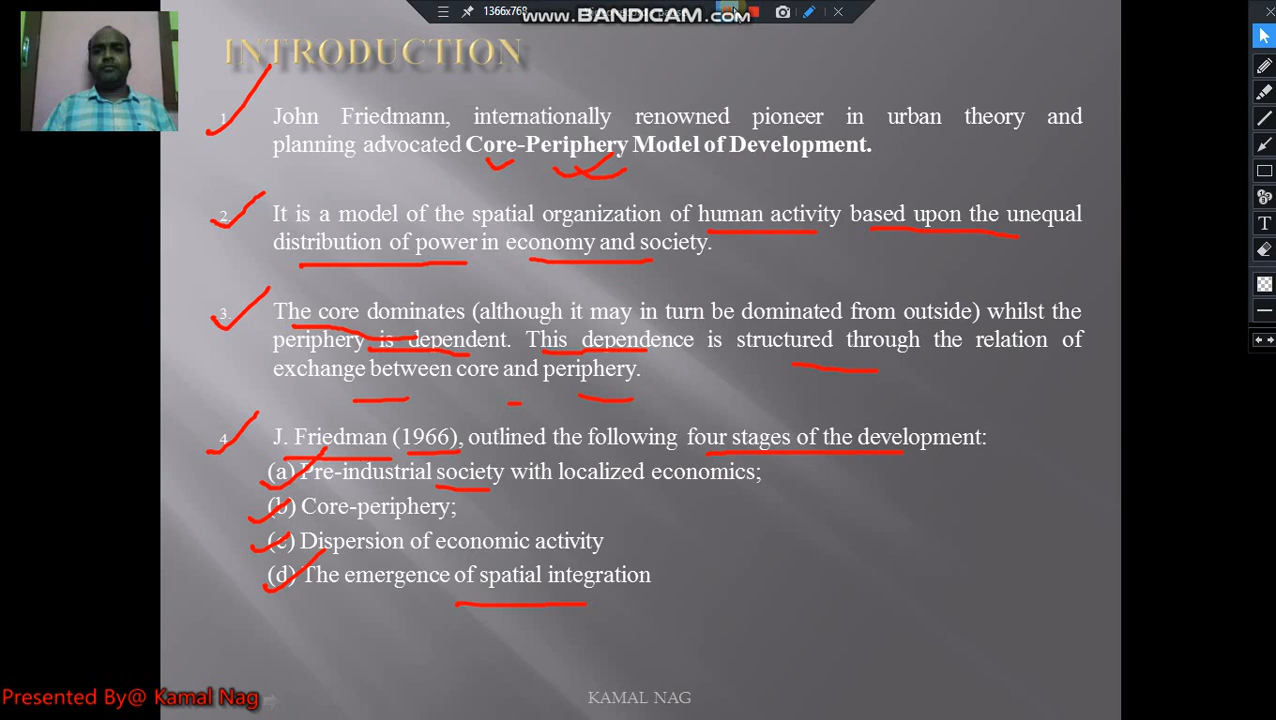 1366x768
www.BANDICAM.com
INTRODUCTION
1. John Friedmann, internationally renowned pioneer in urban theory and
planning advocated Core-Periphery Model of Development.
2. It is a model of the spatial organization of human activity based upon the unequal
distribution of power in economy and society.
3. The core dominates (although it may in turn be dominated from outside) whilst the
periphery is dependent. This dependence is structured through the relation of
exchange between core and periphery.
4. J. Friedman (1966), outlined the following four stages of the development:
(a) Pre-industrial society with localized economics;
(b) Core-periphery;
(c) Dispersion of economic activity
(d) The emergence of spatial integration
Presented By@ Kamal Nag
KAMAL NAG